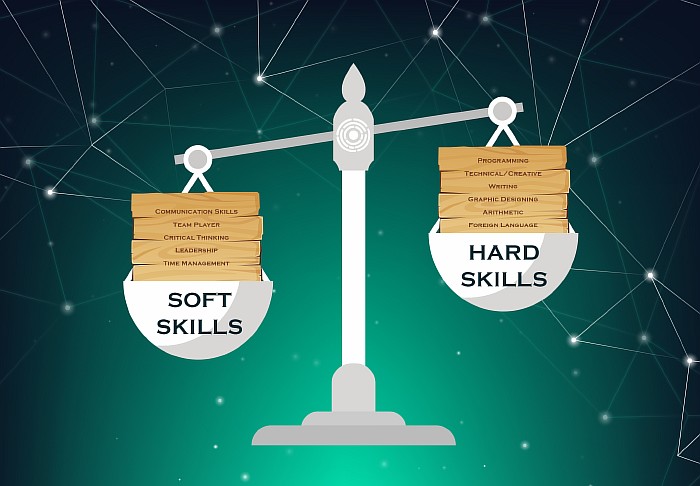 Communication Skills
Team Player
Critical Thinking
Leadership
Time Management
SOFT
SKILLS
Programming
Technical/Creative
Writing
Graphic Designing
Arithmetic
Foreign Language
HARD
SKILLS